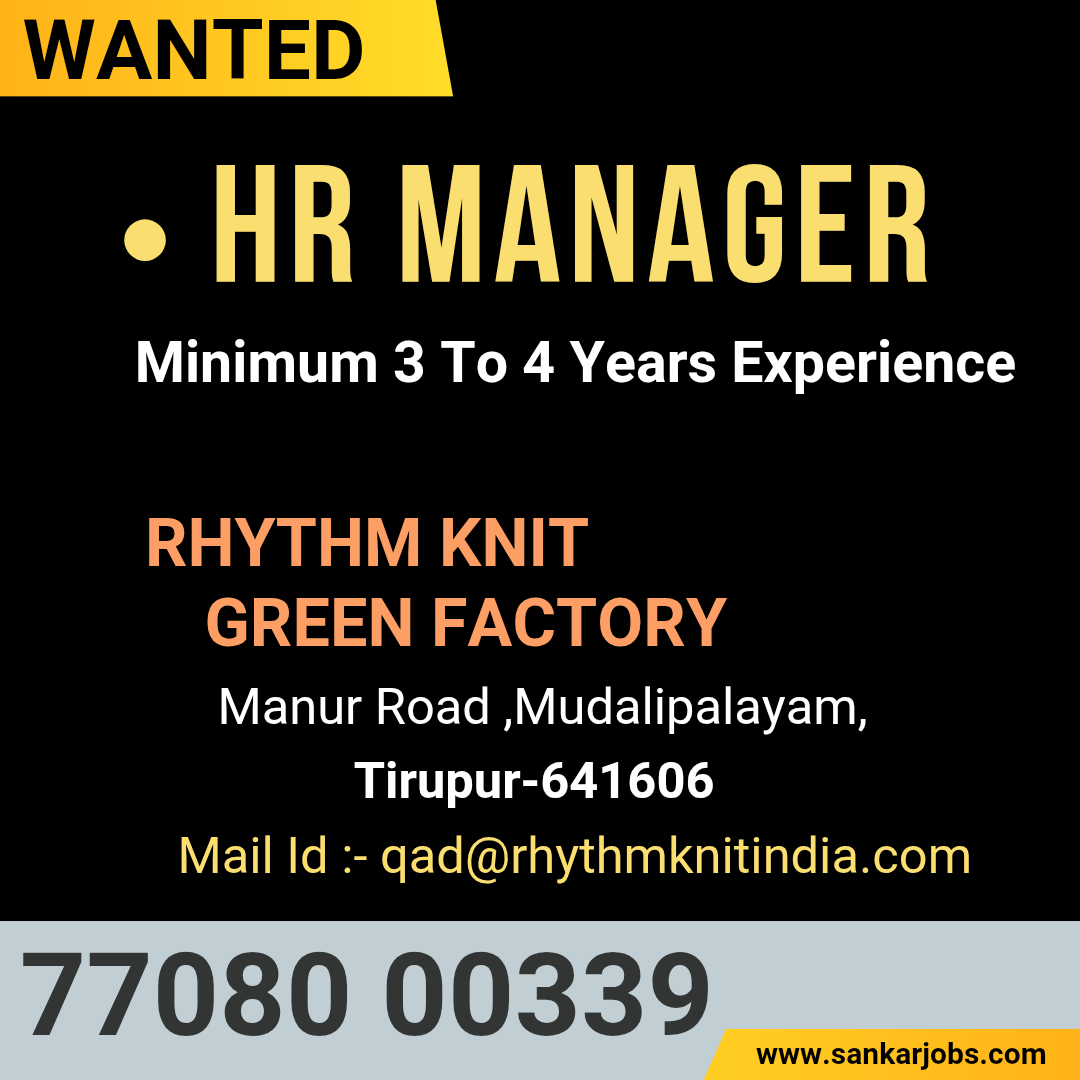 WANTED
• HR MANAGER
Minimum 3 To 4 Years Experience
RHYTHM KNIT
GREEN FACTORY
Manur Road ,Mudalipalayam,
Tirupur-641606
Mail Id :- qad@rhythmknitindia.com
77080 00339
www.sankarjobs.com